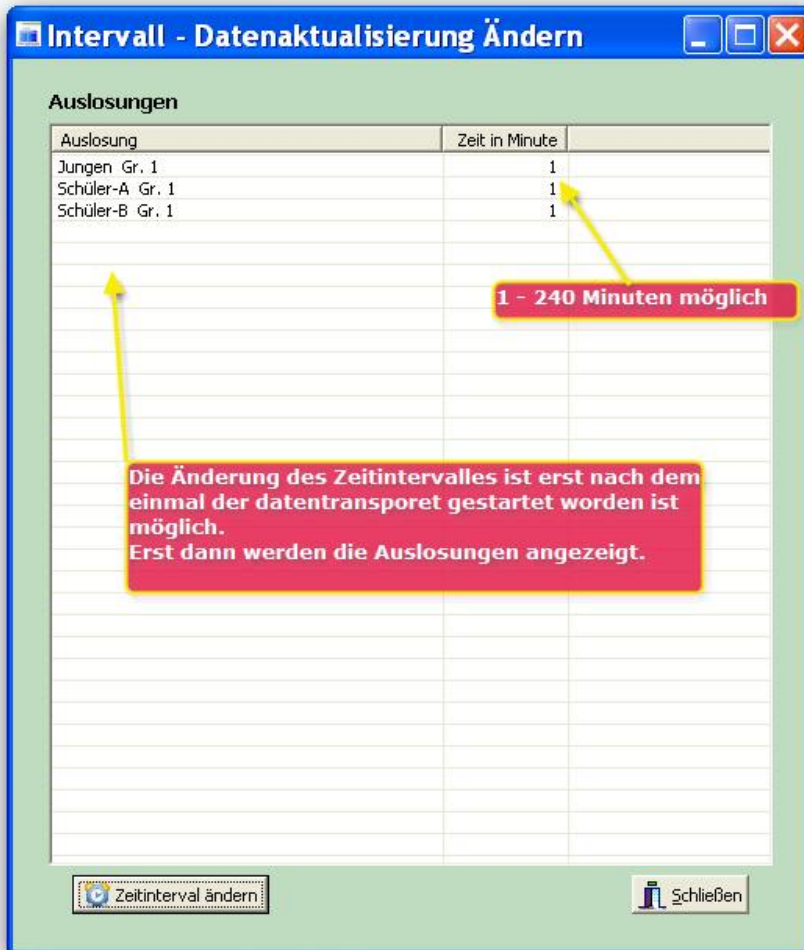 Intervall - Datenaktualisierung Ändern
Auslosungen
Auslosung Zeit in Minute
Jungen Gr. 1 1
Schüler-A Gr. 1 1
Schüler-B Gr. 1 1
1 - 240 Minuten möglich
Die Änderung des Zeitintervalles ist erst nach dem
einmal der datentransporet gestartet worden ist
möglich.
Erst dann werden die Auslosungen angezeigt.
Zeitinterval ändern Schließen